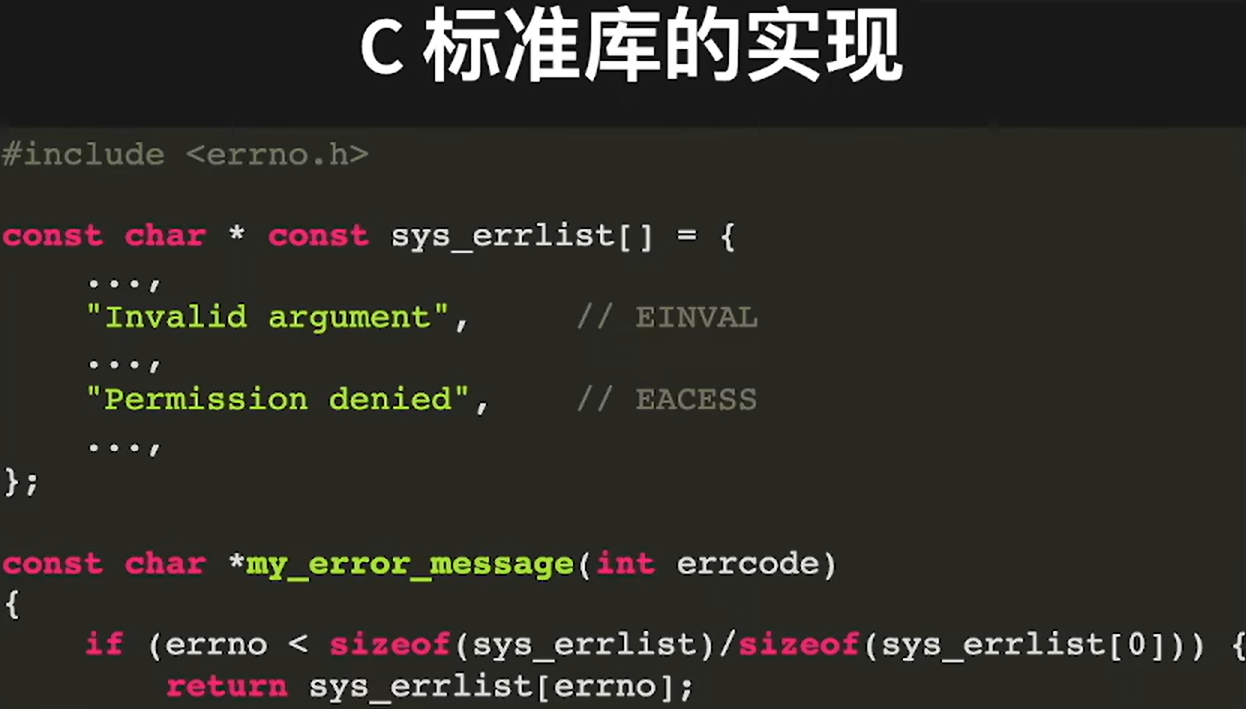 C 标准库的实现
#include <errno.h>
const char * const sys_errlist[] = {
...,
"Invalid argument",     // EINVAL
...,
"Permission denied",    // EACESS
...,
};
const char *my_error_message(int errcode)
{
if (errno < sizeof(sys_errlist)/sizeof(sys_errlist[0])) {
return sys_errlist[errno];